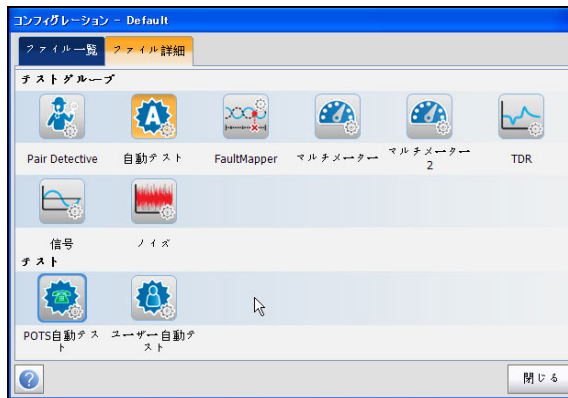 コンフィグレーション - Default
ファイル一覧 ファイル詳細
テストグループ
Pair Detective 自動テスト FaultMapper マルチメーター マルチメーター 2 TDR
信号 ノイズ
テスト
POTS自動テスト ユーザー自動テスト
閉じる